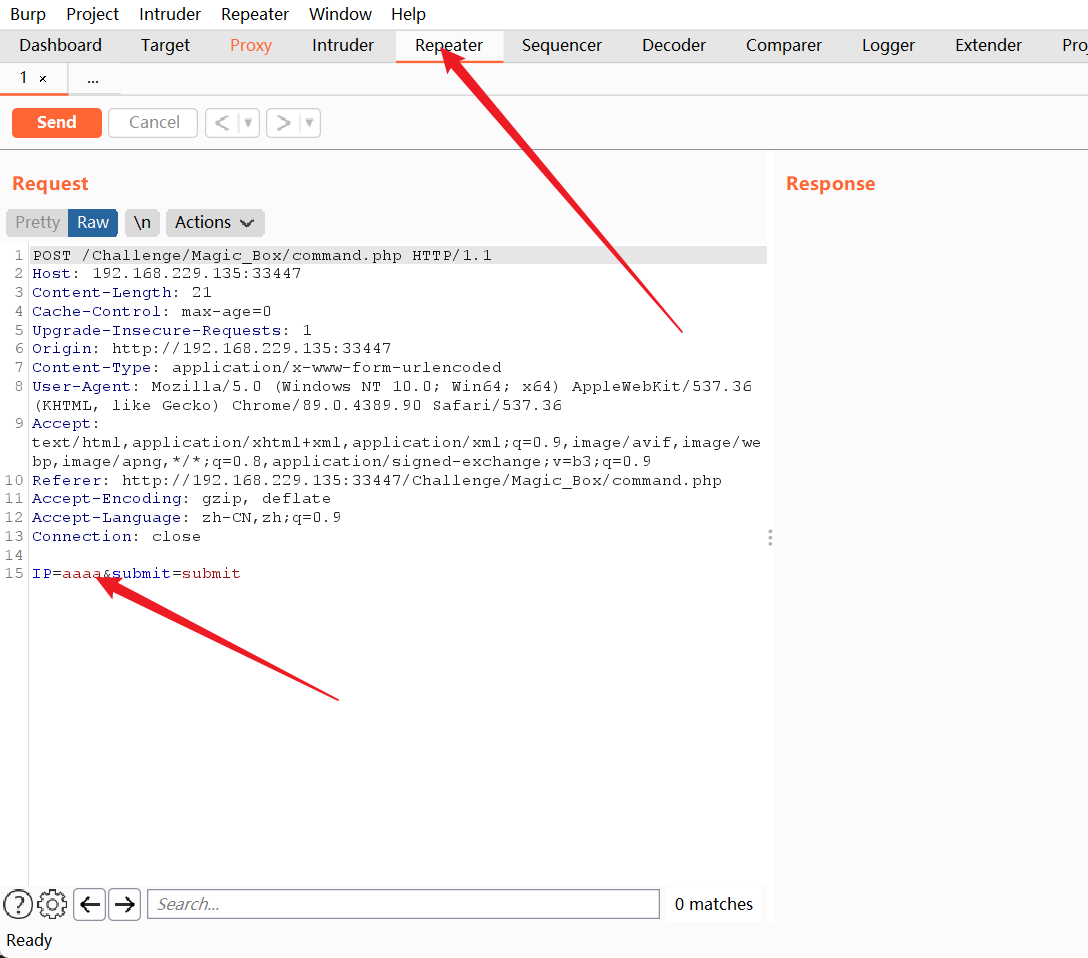 Burp Project Intruder Repeater Window Help
Dashboard Target Proxy Intruder Repeater Sequencer Decoder Comparer Logger Extender Proj
1 × ...
Send Cancel < ▼ > ▼
Request
Response
Pretty Raw \n Actions
1 POST /Challenge/Magic_Box/command.php HTTP/1.1
2 Host: 192.168.229.135:33447
3 Content-Length: 21
4 Cache-Control: max-age=0
5 Upgrade-Insecure-Requests: 1
6 Origin: http://192.168.229.135:33447
7 Content-Type: application/x-www-form-urlencoded
8 User-Agent: Mozilla/5.0 (Windows NT 10.0; Win64; x64) AppleWebKit/537.36
(KHTML, like Gecko) Chrome/89.0.4389.90 Safari/537.36
9 Accept:
text/html,application/xhtml+xml,application/xml;q=0.9,image/avif,image/we
bp,image/apng,*/*;q=0.8,application/signed-exchange;v=b3;q=0.9
10 Referer: http://192.168.229.135:33447/Challenge/Magic_Box/command.php
11 Accept-Encoding: gzip, deflate
12 Accept-Language: zh-CN,zh;q=0.9
13 Connection: close
14
15 IP=aaaa&submit=submit
? ← → Search... 0 matches
Ready